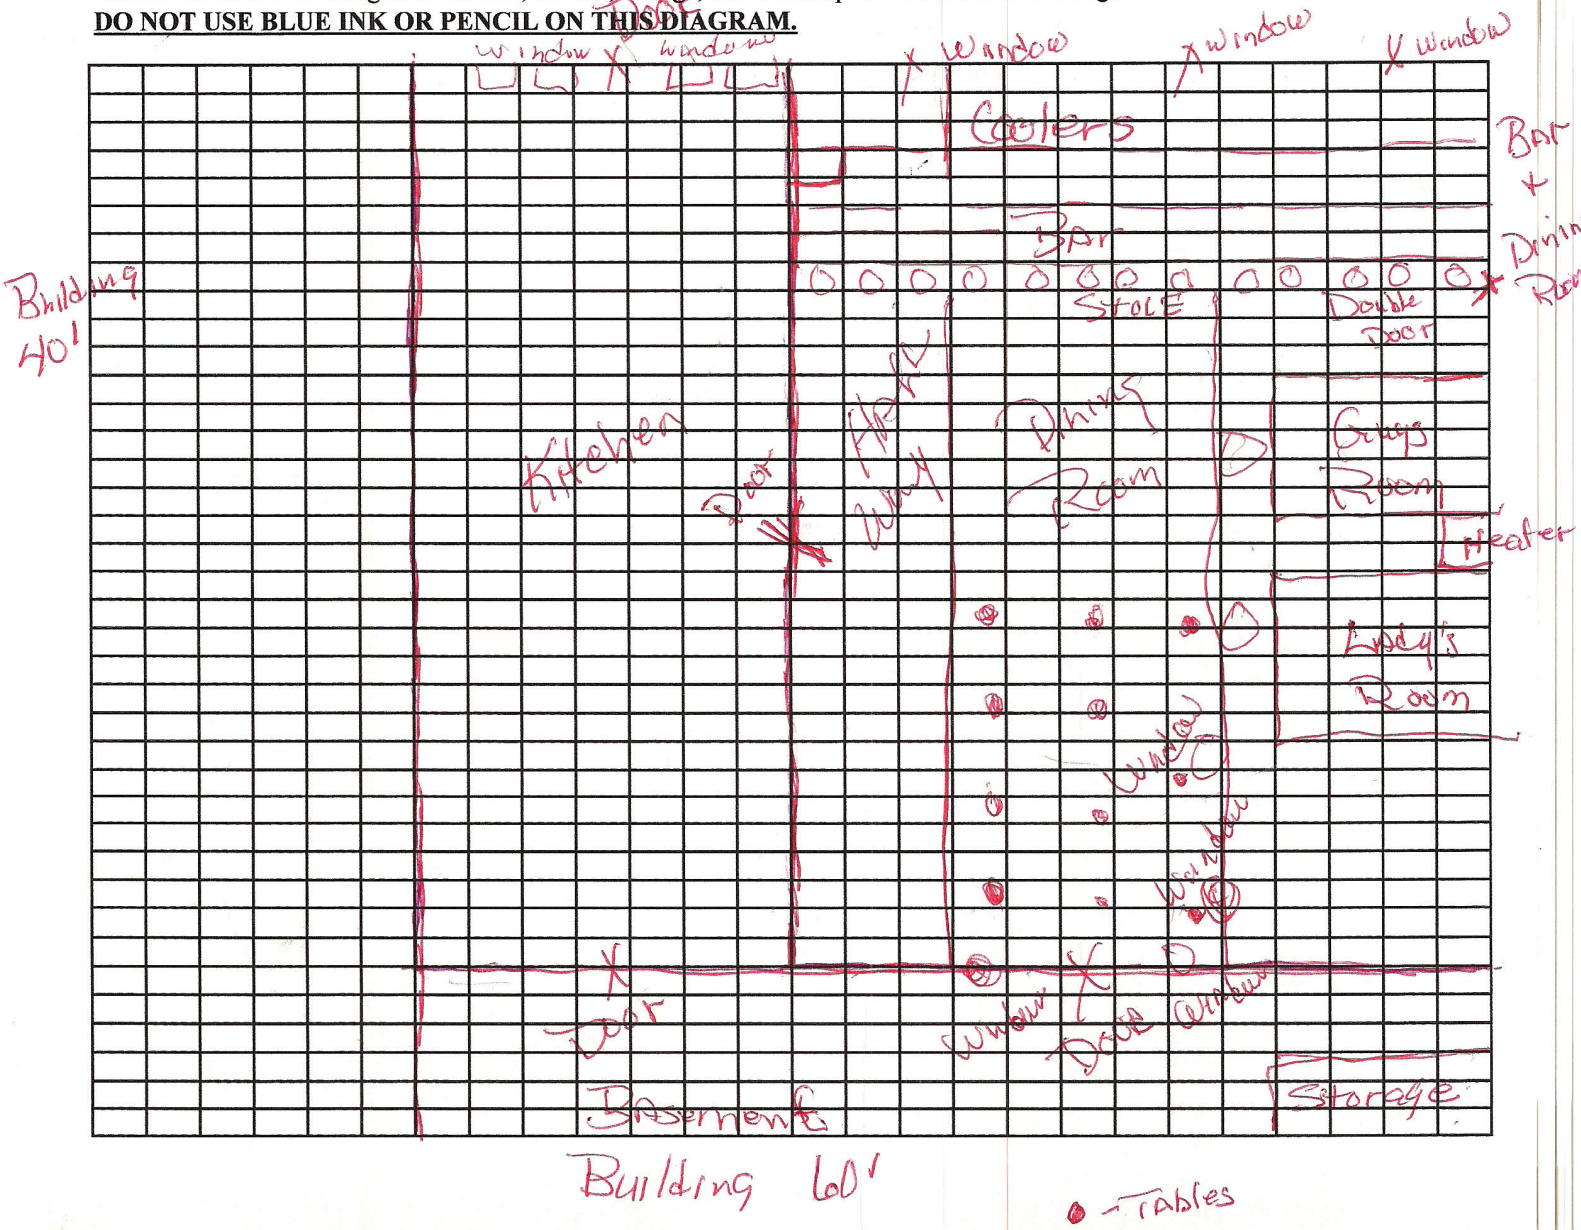 DO NOT USE BLUE INK OR PENCIL ON THIS DIAGRAM.
Door
Window
Window
Window
Window
Window
Coolers
Bar
+
Dining
Room
Bar
Building
40'
Stole
Double
Door
Hall
Way
Dining
Room
Kitchen
Door
Guys
Room
Heater
Lady's
Room
Window
Window
Door
Window
Window
Basement
Storage
Building 60'
- Tables